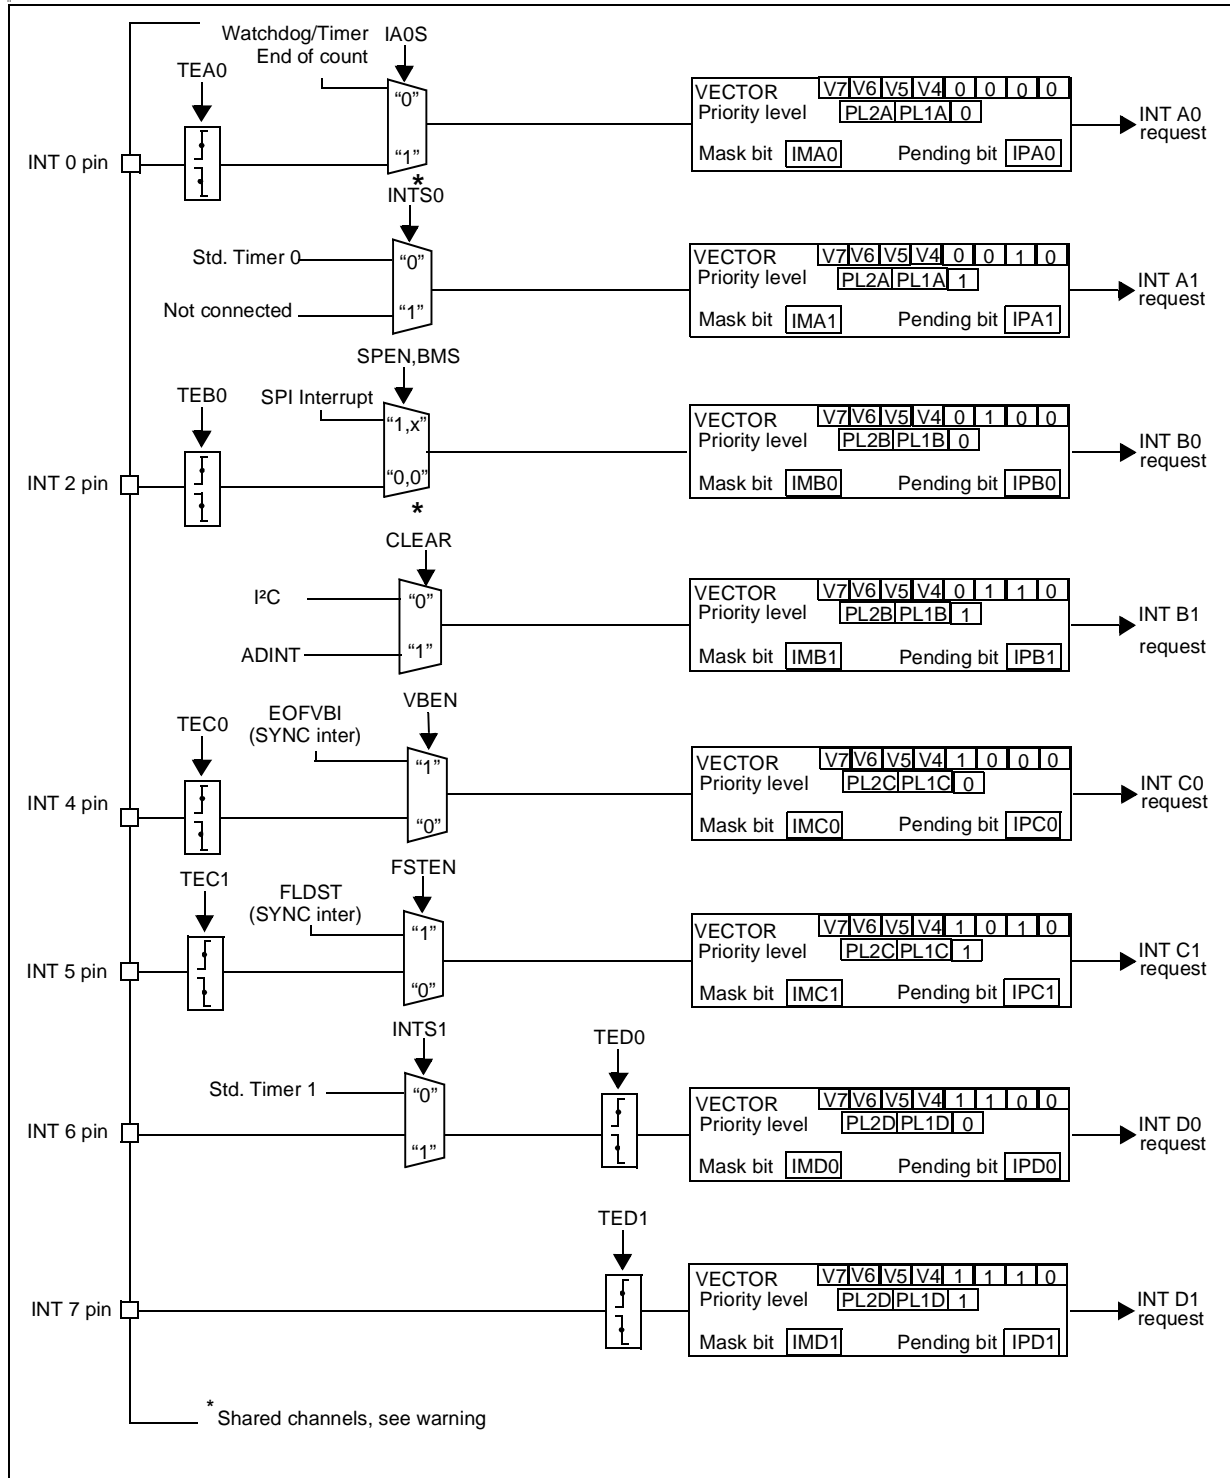 Watchdog/Timer IA0S
End of count
TEA0
"0"
VECTOR V7 V6 V5 V4 0 0 0 0
Priority level PL2A PL1A 0
INT A0
request
INT 0 pin
"1"
Mask bit IMA0 Pending bit IPA0
*
INTS0
Std. Timer 0
"0"
VECTOR V7 V6 V5 V4 0 0 1 0
Priority level PL2A PL1A 1
INT A1
request
Not connected
"1"
Mask bit IMA1 Pending bit IPA1
SPEN,BMS
TEB0
SPI Interrupt
"1,x"
VECTOR V7 V6 V5 V4 0 1 0 0
Priority level PL2B PL1B 0
INT B0
request
INT 2 pin
"0,0"
Mask bit IMB0 Pending bit IPB0
*
CLEAR
I²C
"0"
VECTOR V7 V6 V5 V4 0 1 1 0
Priority level PL2B PL1B 1
INT B1
request
ADINT
"1"
Mask bit IMB1 Pending bit IPB1
VBEN
EOFVBI
(SYNC inter)
TEC0
"1"
VECTOR V7 V6 V5 V4 1 0 0 0
Priority level PL2C PL1C 0
INT C0
request
INT 4 pin
"0"
Mask bit IMC0 Pending bit IPC0
FSTEN
TEC1
FLDST
(SYNC inter)
"1"
VECTOR V7 V6 V5 V4 1 0 1 0
Priority level PL2C PL1C 1
INT C1
request
INT 5 pin
"0"
Mask bit IMC1 Pending bit IPC1
INTS1
TED0
Std. Timer 1
"0"
VECTOR V7 V6 V5 V4 1 1 0 0
Priority level PL2D PL1D 0
INT D0
request
INT 6 pin
"1"
Mask bit IMD0 Pending bit IPD0
TED1
VECTOR V7 V6 V5 V4 1 1 1 0
Priority level PL2D PL1D 1
INT D1
request
INT 7 pin
Mask bit IMD1 Pending bit IPD1
* Shared channels, see warning